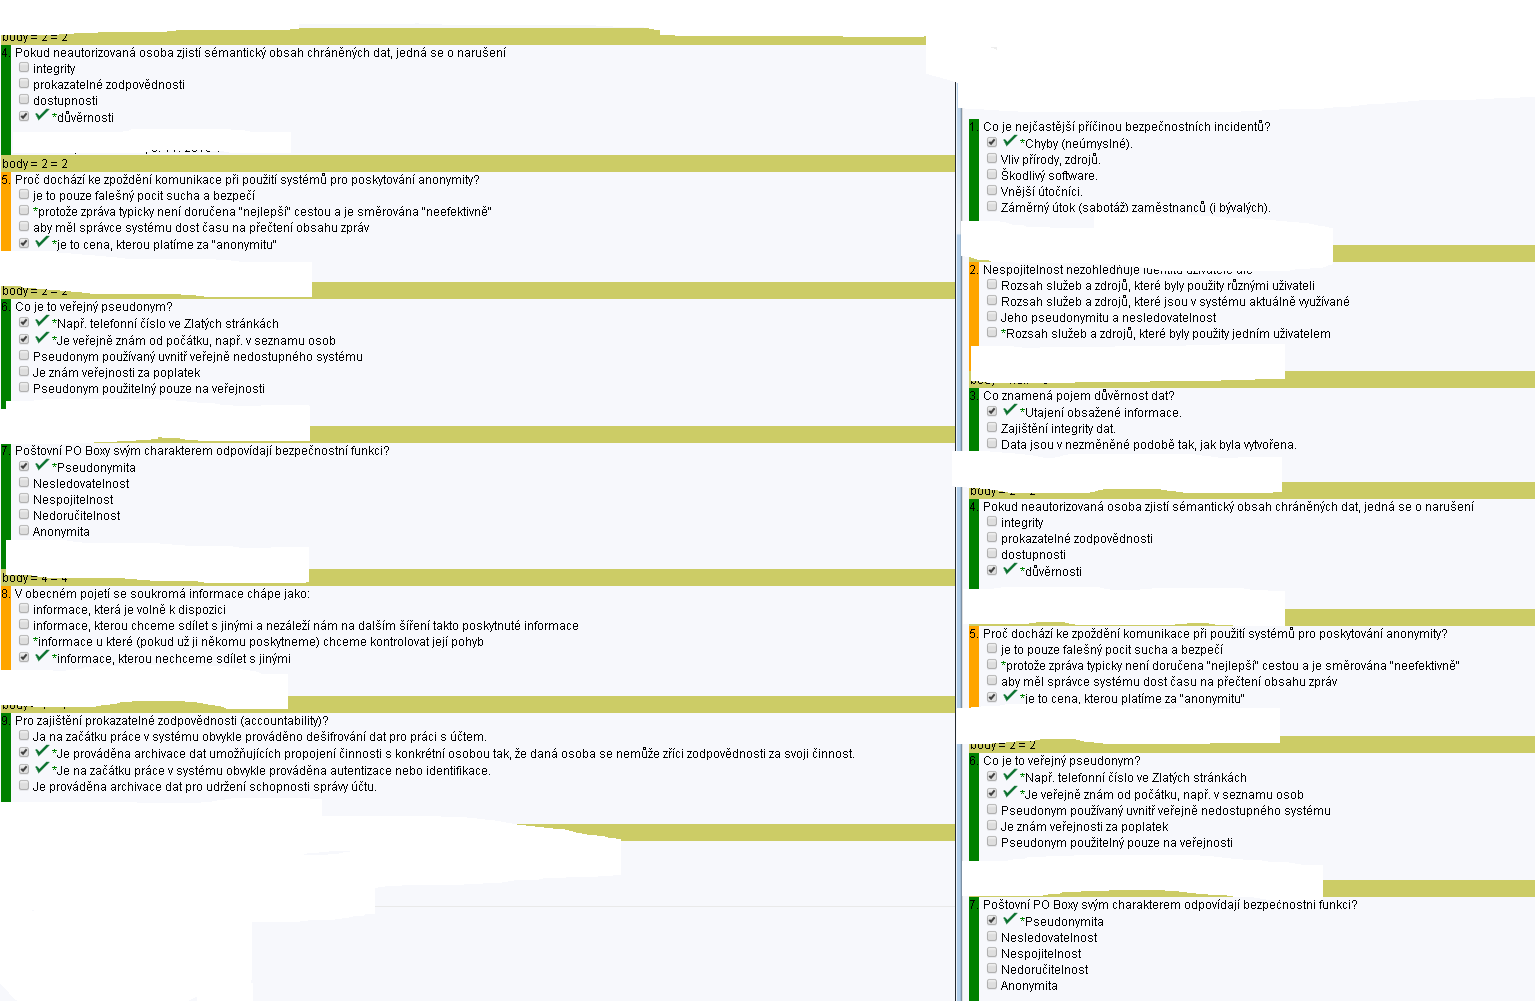 body = 2 = 2
4. Pokud neautorizovaná osoba zjistí sémantický obsah chráněných dat, jedná se o narušení
integrity
prokazatelné zodpovědnosti
dostupnosti
*důvěrnosti
body = 2 = 2
5. Proč dochází ke zpoždění komunikace při použití systémů pro poskytování anonymity?
je to pouze falešný pocit sucha a bezpečí
*protože zpráva typicky není doručena "nejlepší" cestou a je směrována "neefektivně"
aby měl správce systému dost času na přečtení obsahu zpráv
*je to cena, kterou platíme za "anonymitu"
body = 2 = 2
6. Co je to veřejný pseudonym?
*Např. telefonní číslo ve Zlatých stránkách
*Je veřejně znám od počátku, např. v seznamu osob
Pseudonym používaný uvnitř veřejně nedostupného systému
Je znám veřejnosti za poplatek
Pseudonym použitelný pouze na veřejnosti
7. Poštovní PO Boxy svým charakterem odpovídají bezpečnostní funkci?
*Pseudonymita
Nesledovatelnost
Nespojitelnost
Nedoručitelnost
Anonymita
body = 4 = 4
8. V obecném pojetí se soukromá informace chápe jako:
informace, která je volně k dispozici
informace, kterou chceme sdílet s jinými a nezáleží nám na dalším šíření takto poskytnuté informace
*informace u které (pokud už ji někomu poskytneme) chceme kontrolovat její pohyb
*informace, kterou nechceme sdílet s jinými
body
9. Pro zajištění prokazatelné zodpovědnosti (accountability)?
Ja na začátku práce v systému obvykle prováděno dešifrování dat pro práci s účtem.
*Je prováděna archivace dat umožňujících propojení činnosti s konkrétní osobou tak, že daná osoba se nemůže zříci zodpovědnosti za svoji činnost.
*Je na začátku práce v systému obvykle prováděna autentizace nebo identifikace.
Je prováděna archivace dat pro udržení schopnosti správy účtu.
1. Co je nejčastější příčinou bezpečnostních incidentů?
*Chyby (neúmyslné).
Vliv přírody, zdrojů.
Škodlivý software.
Vnější útočníci.
Záměrný útok (sabotáž) zaměstnanců (i bývalých).
2. Nespojitelnost nezohledňuje identitu uživatele ale
Rozsah služeb a zdrojů, které byly použity různými uživateli
Rozsah služeb a zdrojů, které jsou v systému aktuálně využívané
Jeho pseudonymitu a nesledovatelnost
*Rozsah služeb a zdrojů, které byly použity jedním uživatelem
3. Co znamená pojem důvěrnost dat?
*Utajení obsažené informace.
Zajištění integrity dat.
Data jsou v nezměněné podobě tak, jak byla vytvořena.
body = 2 = 2
4. Pokud neautorizovaná osoba zjistí sémantický obsah chráněných dat, jedná se o narušení
integrity
prokazatelné zodpovědnosti
dostupnosti
*důvěrnosti
5. Proč dochází ke zpoždění komunikace při použití systémů pro poskytování anonymity?
je to pouze falešný pocit sucha a bezpečí
*protože zpráva typicky není doručena "nejlepší" cestou a je směrována "neefektivně"
aby měl správce systému dost času na přečtení obsahu zpráv
*je to cena, kterou platíme za "anonymitu"
body = 2 = 2
6. Co je to veřejný pseudonym?
*Např. telefonní číslo ve Zlatých stránkách
*Je veřejně znám od počátku, např. v seznamu osob
Pseudonym používaný uvnitř veřejně nedostupného systému
Je znám veřejnosti za poplatek
Pseudonym použitelný pouze na veřejnosti
7. Poštovní PO Boxy svým charakterem odpovídají bezpečnostní funkci?
*Pseudonymita
Nesledovatelnost
Nespojitelnost
Nedoručitelnost
Anonymita